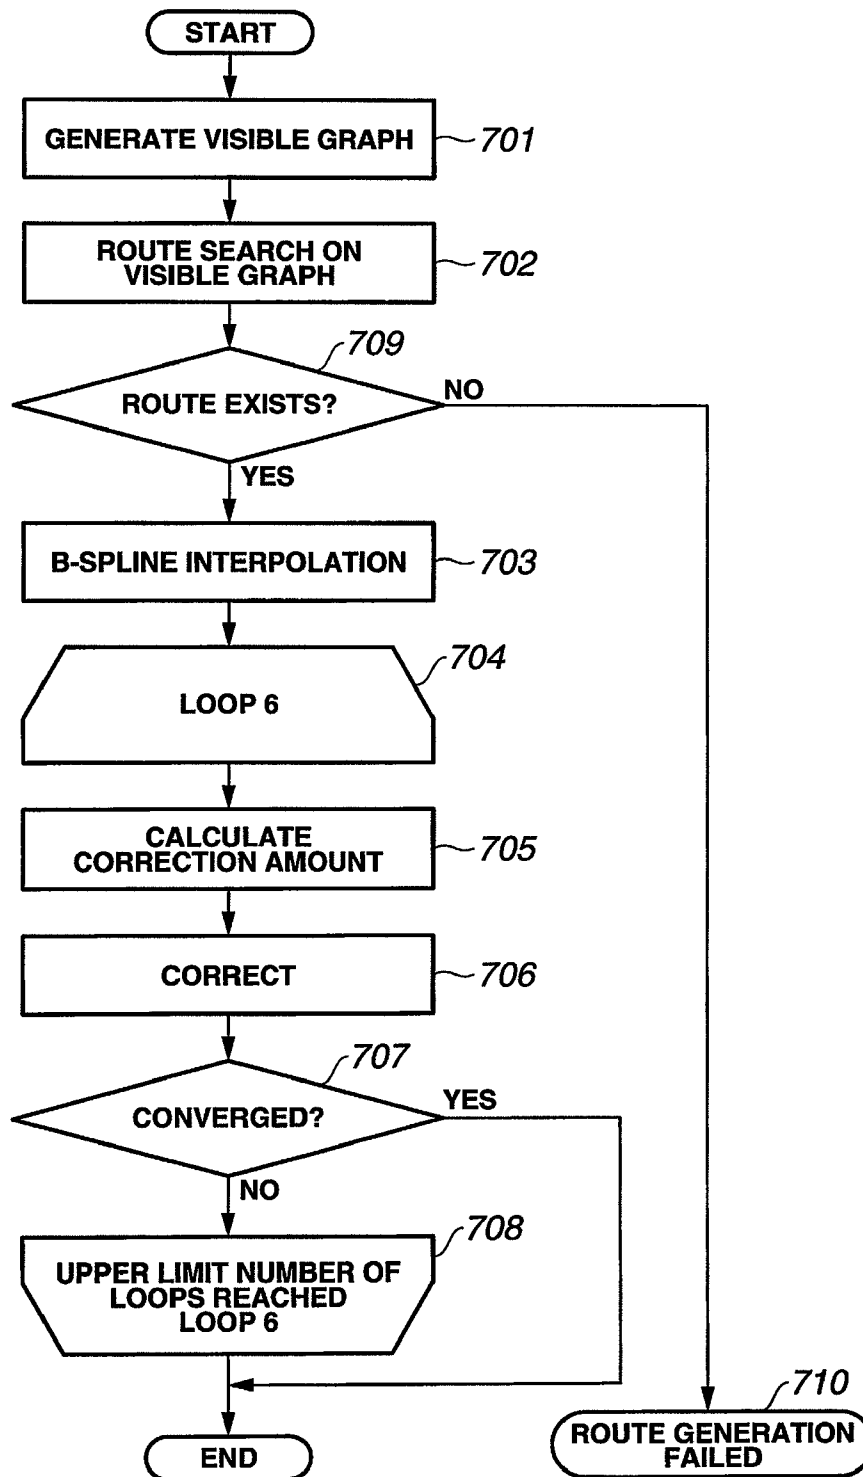 START
GENERATE VISIBLE GRAPH
701
ROUTE SEARCH ON
VISIBLE GRAPH
702
709
ROUTE EXISTS?
NO
YES
B-SPLINE INTERPOLATION
703
704
LOOP 6
CALCULATE
CORRECTION AMOUNT
705
CORRECT
706
707
CONVERGED?
YES
NO
708
UPPER LIMIT NUMBER OF
LOOPS REACHED
LOOP 6
710
ROUTE GENERATION
FAILED
END